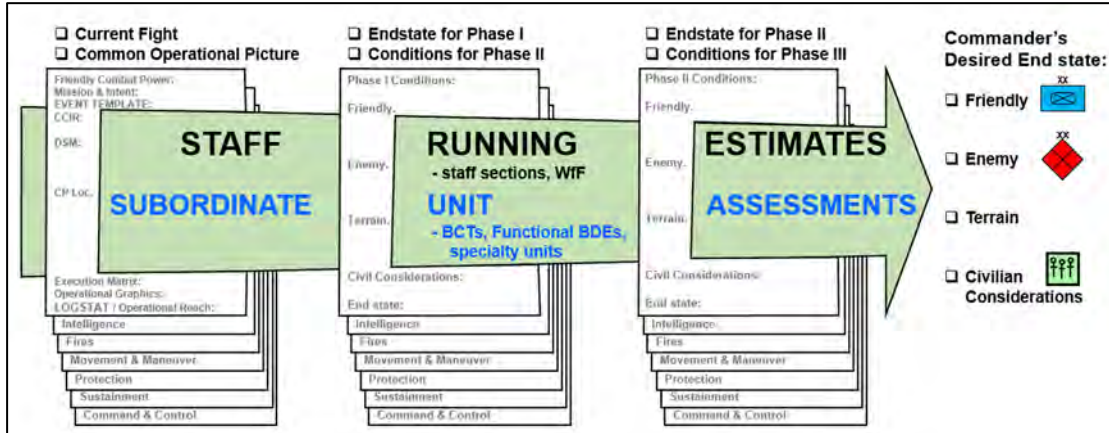 ❑ Current Fight
❑ Common Operational Picture
Friendly Combat Power:
Mission & Intent:
EVENT TEMPLATE:
CCIR:
DSM:
CP Loc.
Execution Matrix:
Operational Graphics:
LOGSTAT / Operational Reach:
Intelligence
Fires
Movement & Maneuver
Protection
Sustainment
Command & Control
STAFF
SUBORDINATE
❑ Endstate for Phase I
❑ Conditions for Phase II
Phase I Conditions:
Friendly.
Enemy.
Terrain.
Civil Considerations:
End state:
Intelligence
Fires
Movement & Maneuver
Protection
Sustainment
Command & Control
RUNNING
- staff sections, WfF
UNIT
- BCTs, Functional BDEs,
specialty units
❑ Endstate for Phase II
❑ Conditions for Phase III
Phase II Conditions:
Friendly.
Enemy.
Terrain.
Civil Considerations:
End state:
Intelligence
Fires
Movement & Maneuver
Protection
Sustainment
Command & Control
ESTIMATES
ASSESSMENTS
Commander's
Desired End state:
❑ Friendly
XX
❑ Enemy
XX
❑ Terrain
❑ Civilian
Considerations